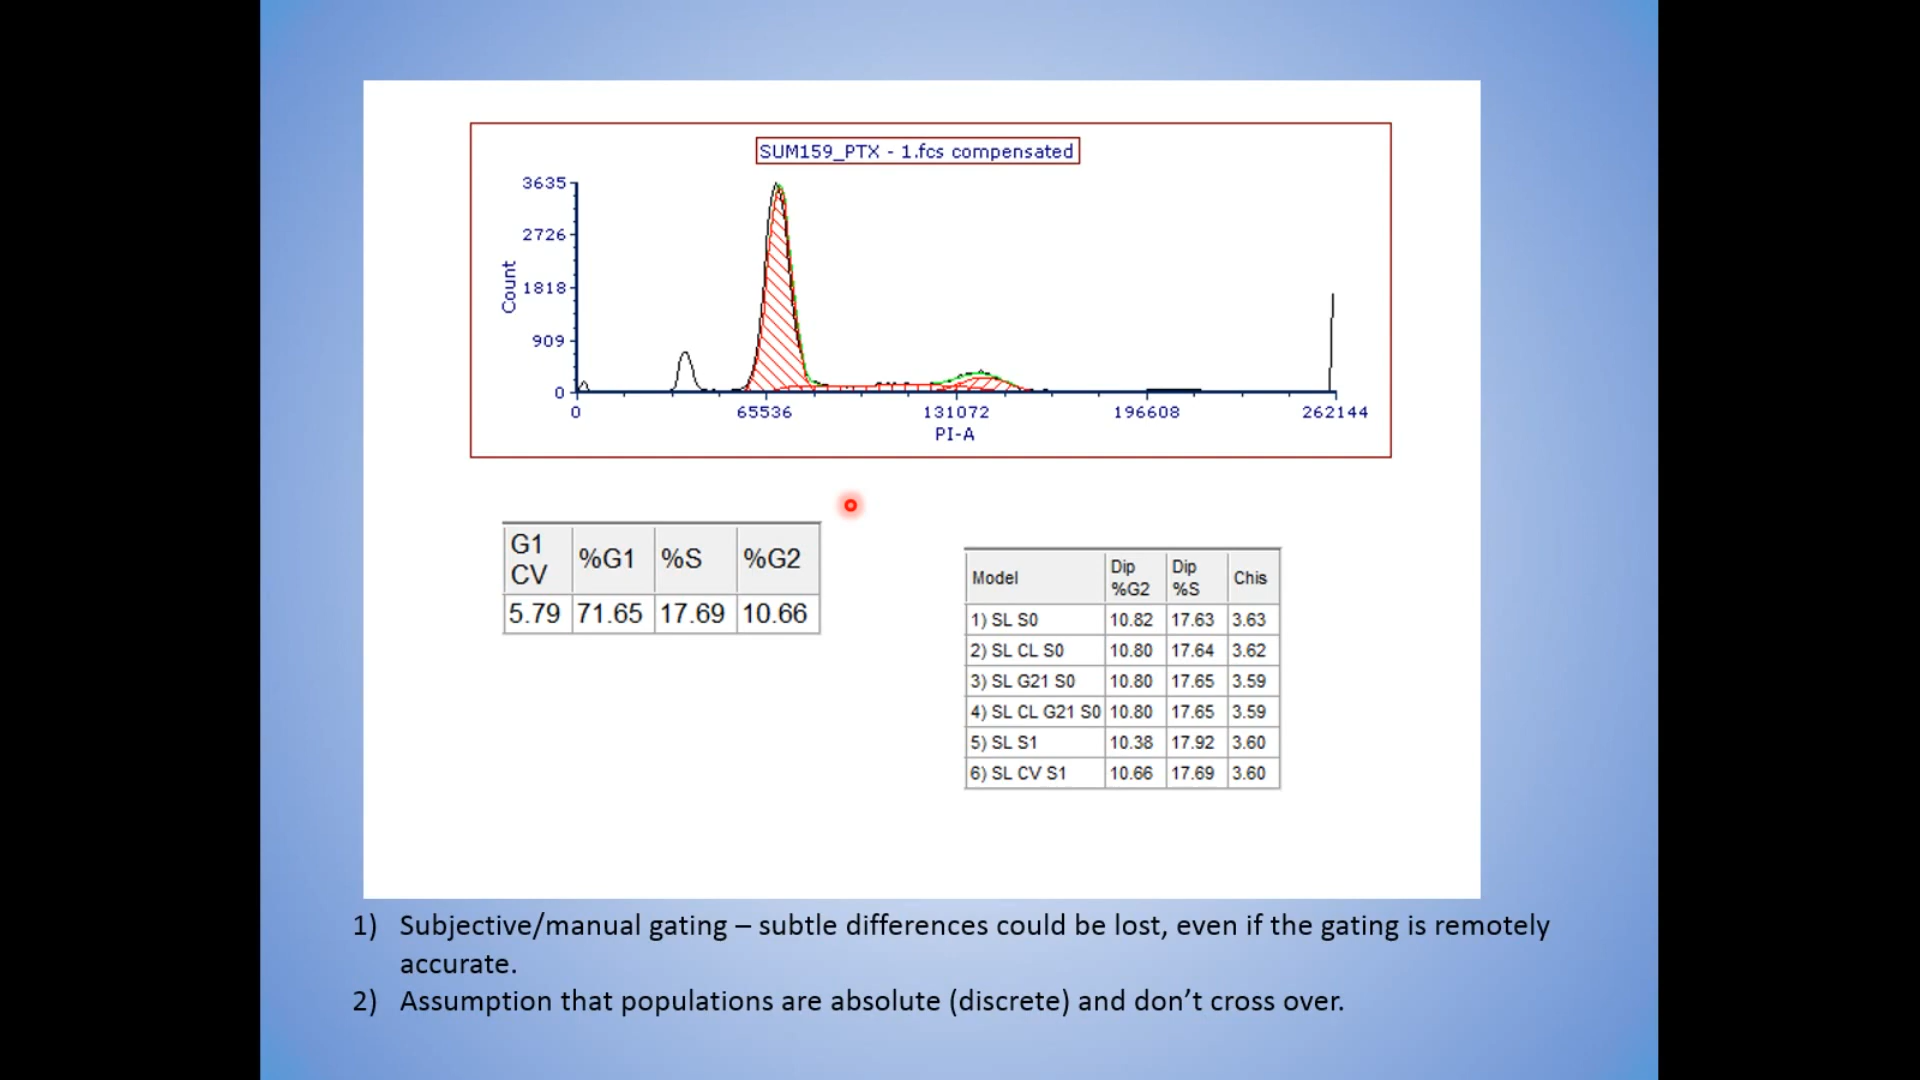 SUM159_PTX - 1.fcs compensated
3635
2726
1818
909
0
Count
0 65536 131072 196608 262144
PI-A
G1 CV %G1 %S %G2
5.79 71.65 17.69 10.66
Model Dip %G2 Dip %S Chis
1) SL S0 10.82 17.63 3.63
2) SL CL S0 10.80 17.64 3.62
3) SL G21 S0 10.80 17.65 3.59
4) SL CL G21 S0 10.80 17.65 3.59
5) SL S1 10.38 17.92 3.60
6) SL CV S1 10.66 17.69 3.60
1) Subjective/manual gating – subtle differences could be lost, even if the gating is remotely
accurate.
2) Assumption that populations are absolute (discrete) and don’t cross over.